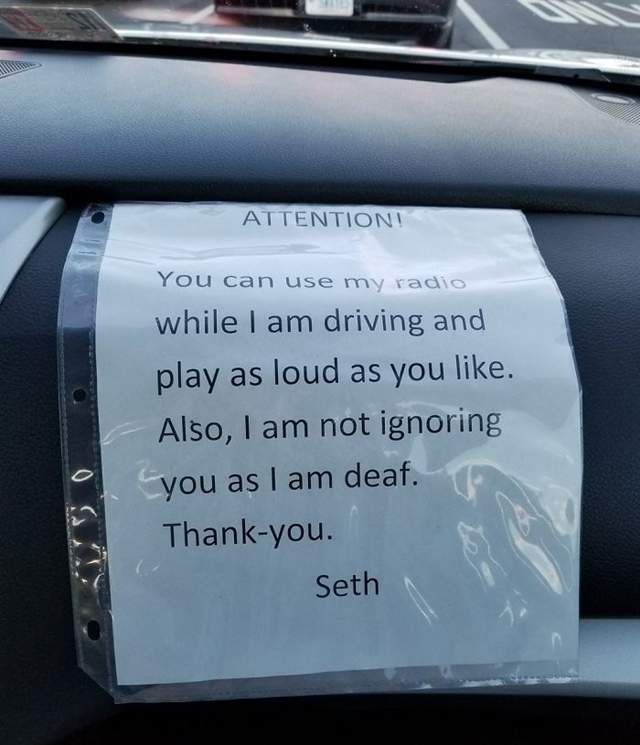 ATTENTION!
You can use my radio
while I am driving and
play as loud as you like.
Also, I am not ignoring
you as I am deaf.
Thank-you.
Seth